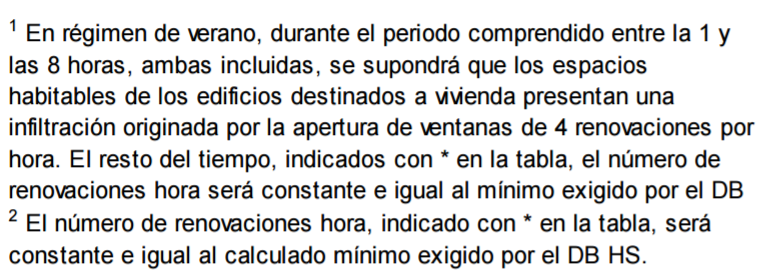 ¹ En régimen de verano, durante el periodo comprendido entre la 1 y
las 8 horas, ambas incluidas, se supondrá que los espacios
habitables de los edificios destinados a vivienda presentan una
infiltración originada por la apertura de ventanas de 4 renovaciones por
hora. El resto del tiempo, indicados con * en la tabla, el número de
renovaciones hora será constante e igual al mínimo exigido por el DB
² El número de renovaciones hora, indicado con * en la tabla, será
constante e igual al calculado mínimo exigido por el DB HS.